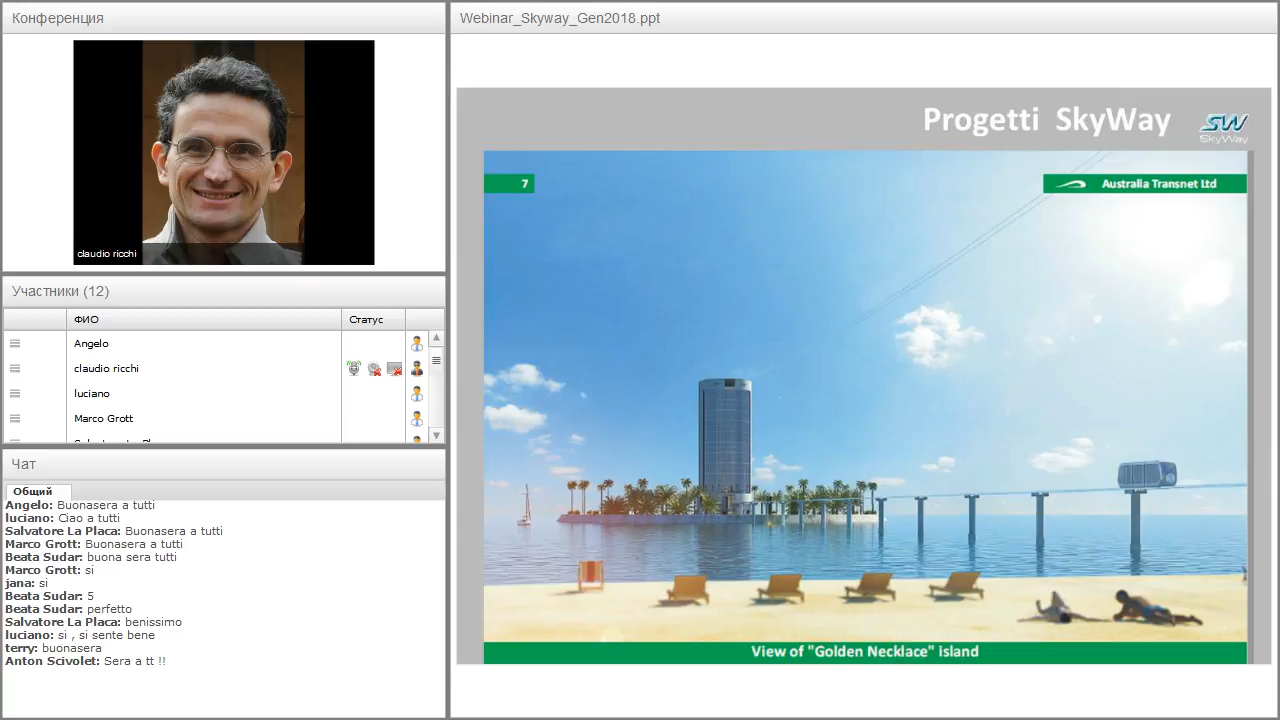 Конференция
claudio ricchi
Участники (12)
ФИО Статус
Angelo
claudio ricchi
luciano
Marco Grott
Чат
Общий
Angelo: Buonasera a tutti
luciano: Ciao a tutti
Salvatore La Placa: Buonasera a tutti
Marco Grott: Buonasera a tutti
Beata Sudar: buona sera tutti
Marco Grott: si
jana: si
Beata Sudar: 5
Beata Sudar: perfetto
Salvatore La Placa: benissimo
luciano: si , si sente bene
terry: buonasera
Anton Scivolet: Sera a tt !!
Webinar_Skyway_Gen2018.ppt
Progetti SkyWay
SW
SkyWay
7
Australia Transnet Ltd
View of "Golden Necklace" island